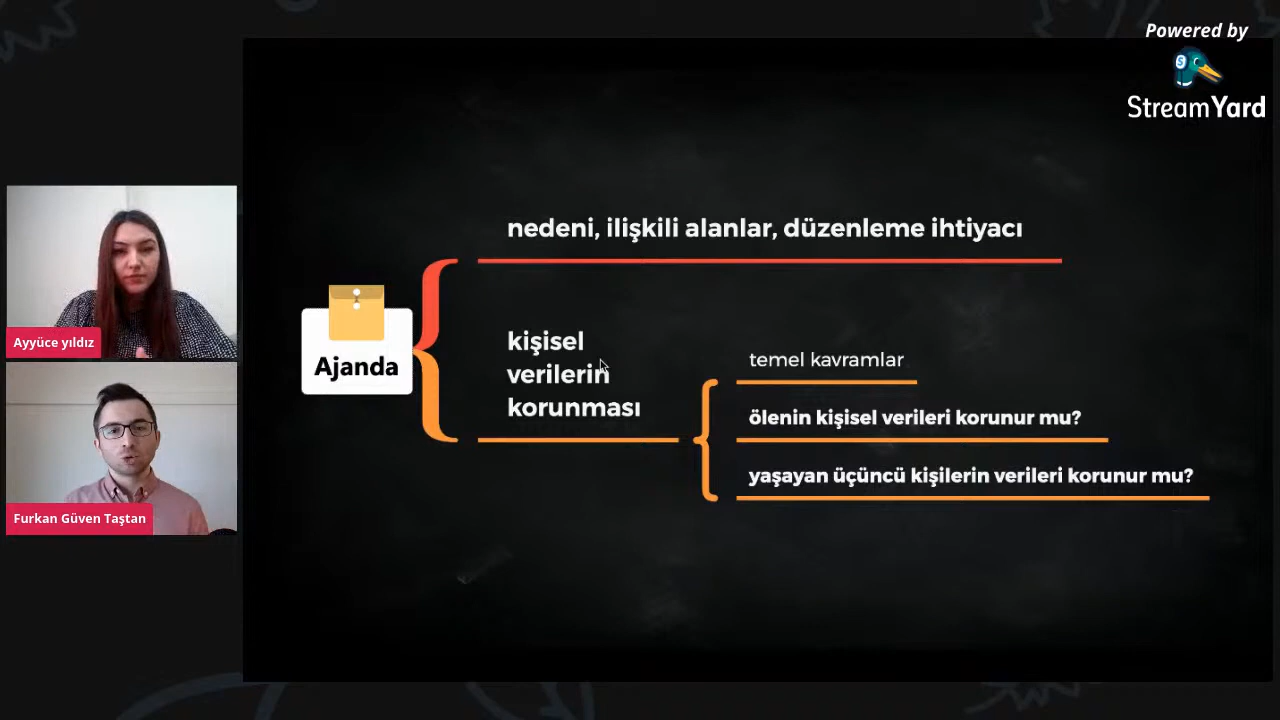 Powered by
StreamYard
nedeni, ilişkili alanlar, düzenleme ihtiyacı
Ajanda
kişisel
verilerin
korunması
temel kavramlar
ölenin kişisel verileri korunur mu?
yaşayan üçüncü kişilerin verileri korunur mu?
Ayyüce yıldız
Furkan Güven Taştan